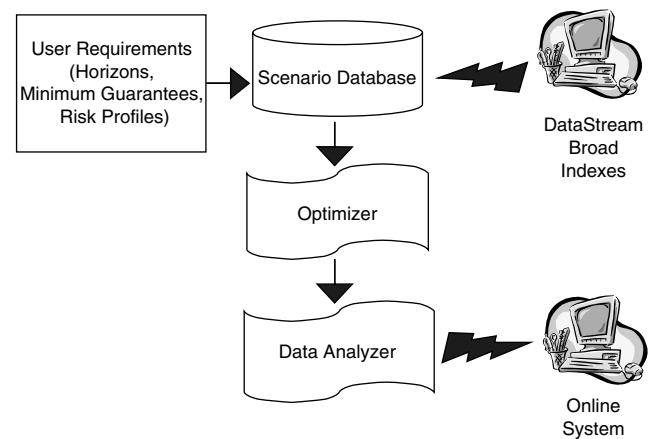 User Requirements
(Horizons,
Minimum Guarantees,
Risk Profiles)
Scenario Database
DataStream
Broad
Indexes
Optimizer
Data Analyzer
Online
System